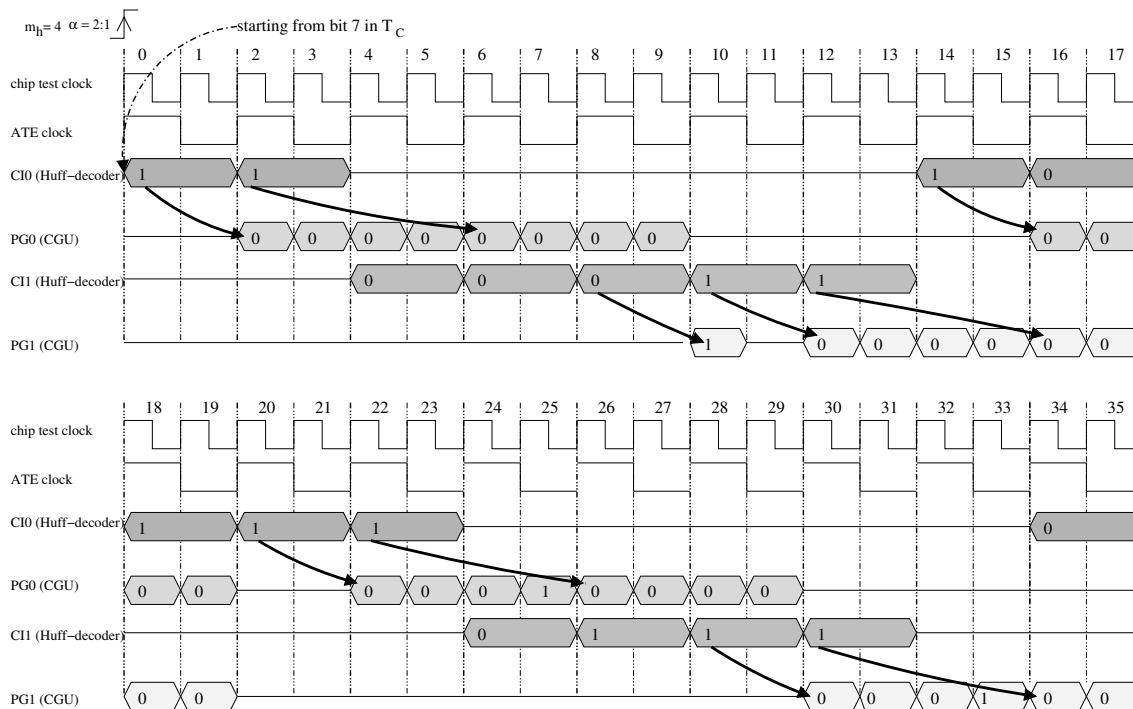 m_h= 4 α = 2:1 starting from bit 7 in T_C
0 1 2 3 4 5 6 7 8 9 10 11 12 13 14 15 16 17
chip test clock
ATE clock
CI0 (Huff−decoder) 1 1 1 0
PG0 (CGU) 0 0 0 0 0 0 0 0 0 0
CI1 (Huff−decoder) 0 0 0 1 1
PG1 (CGU) 1 0 0 0 0 0 0
18 19 20 21 22 23 24 25 26 27 28 29 30 31 32 33 34 35
chip test clock
ATE clock
CI0 (Huff−decoder) 1 1 1 0
PG0 (CGU) 0 0 0 0 0 1 0 0 0 0
CI1 (Huff−decoder) 0 1 1 1
PG1 (CGU) 0 0 0 0 0 1 0 0